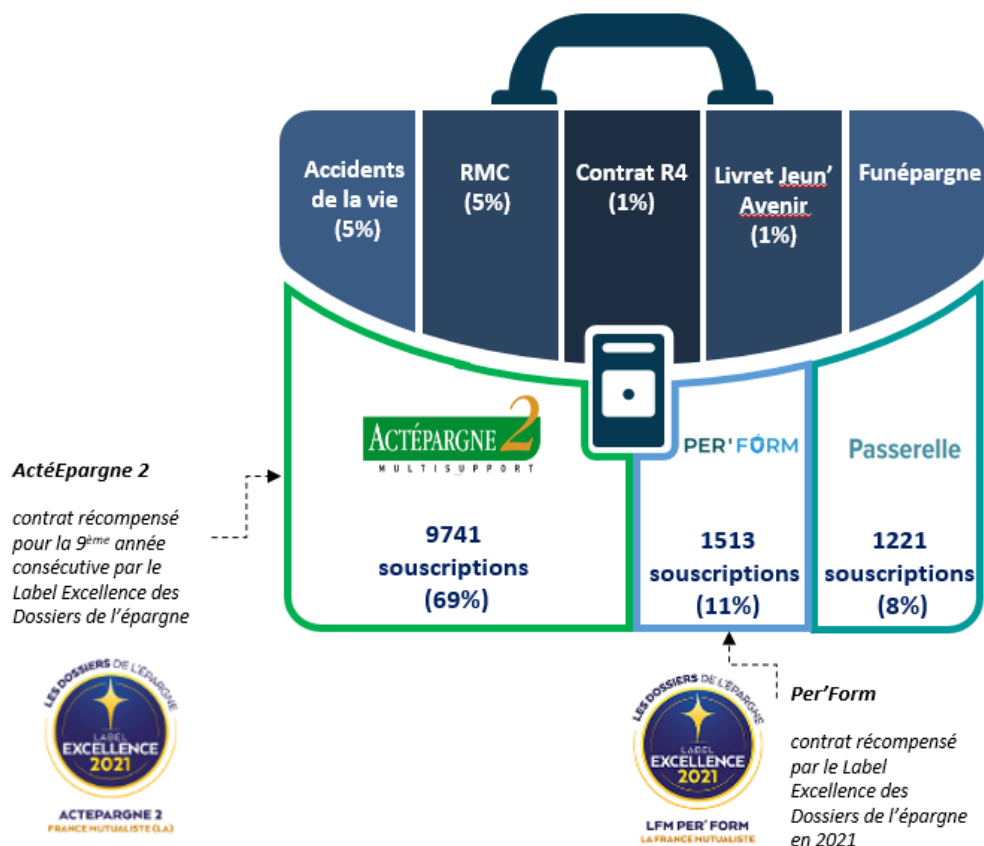 Accidents
de la vie
(5%)
RMC
(5%)
Contrat R4
(1%)
Livret Jeun'
Avenir
(1%)
Funépargne
ACTÉPARGNE 2
MULTISUPPORT
9741
souscriptions
(69%)
PER'FÓRM
1513
souscriptions
(11%)
Passerelle
1221
souscriptions
(8%)
ActéEpargne 2
contrat récompensé
pour la 9ème année
consécutive par le
Label Excellence des
Dossiers de l'épargne
LES DOSSIERS DE L'ÉPARGNE
LABEL
EXCELLENCE
2021
ACTEPARGNE 2
FRANCE MUTUALISTE (LA)
LES DOSSIERS DE L'ÉPARGNE
LABEL
EXCELLENCE
2021
LFM PER' FORM
LA FRANCE MUTUALISTE
Per'Form
contrat récompensé
par le Label
Excellence des
Dossiers de l'épargne
en 2021